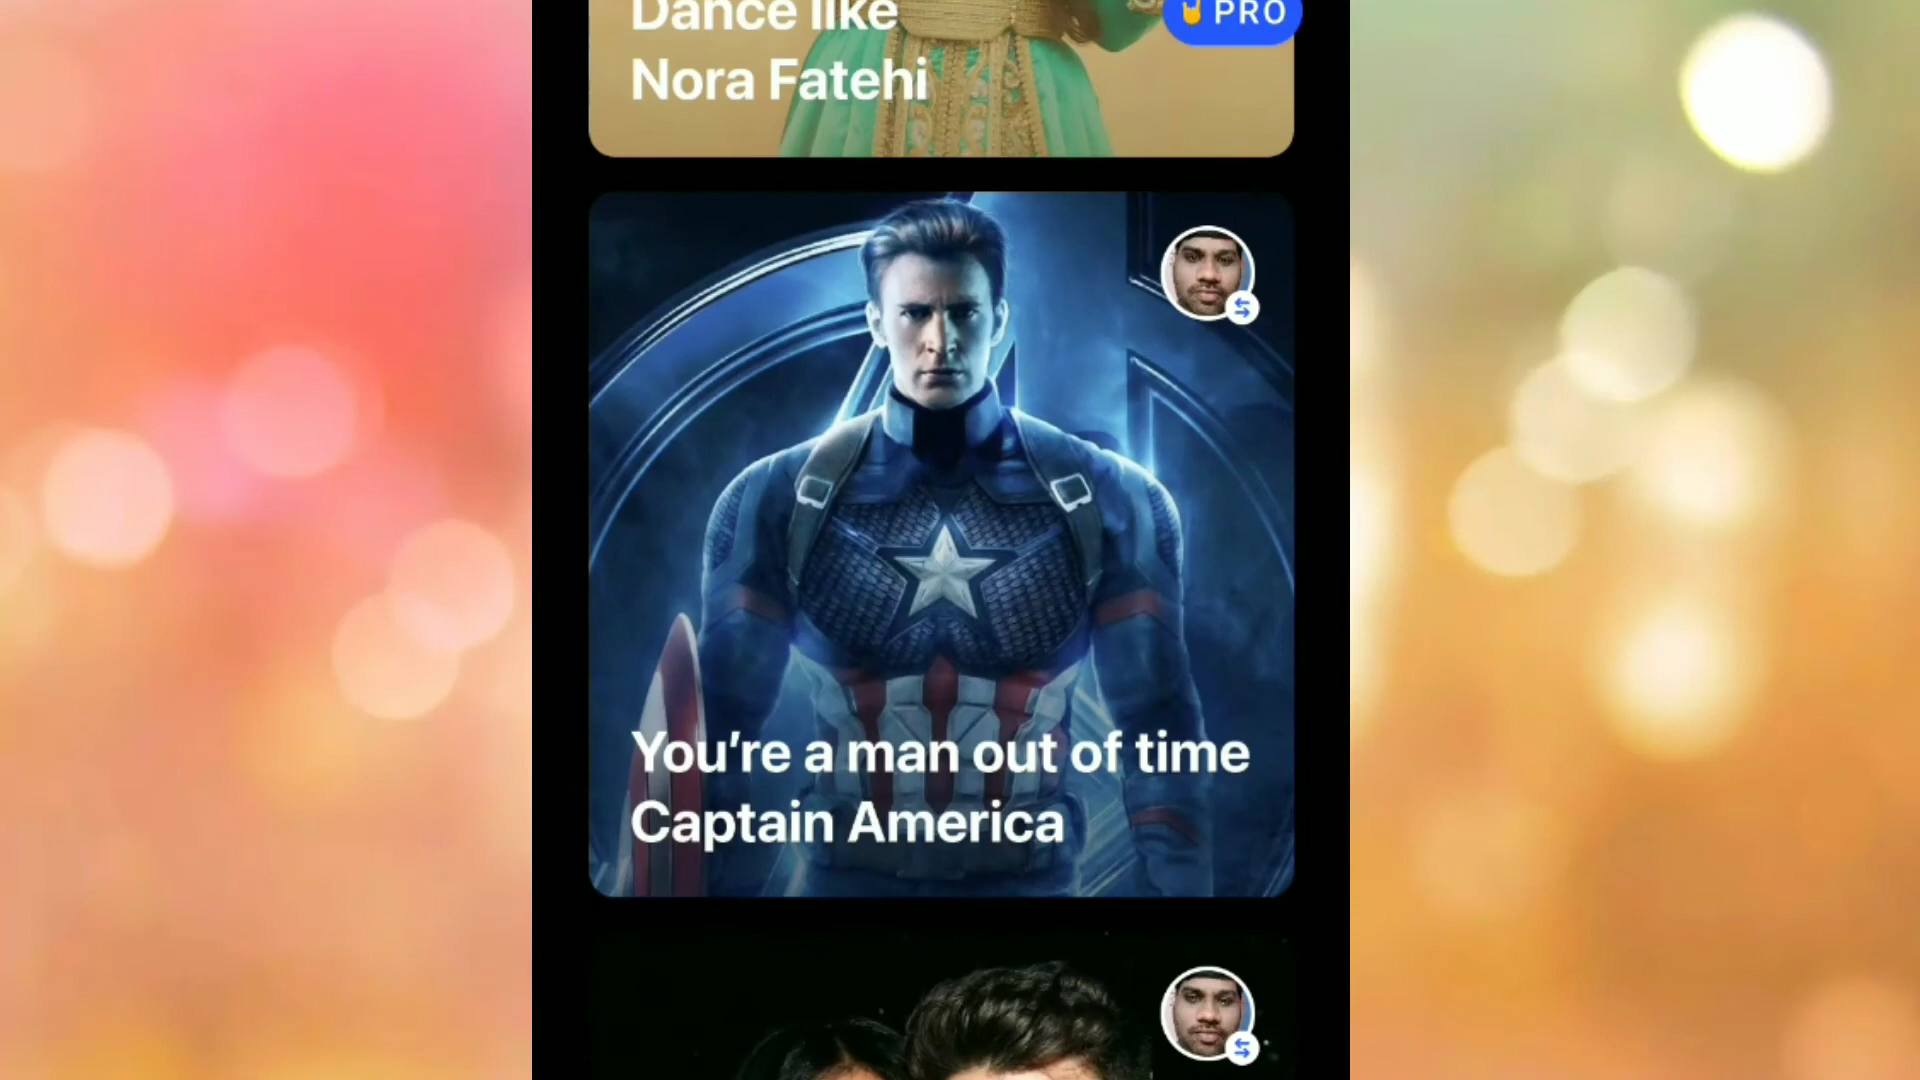 Dance like
Nora Fatehi
PRO
You're a man out of time
Captain America